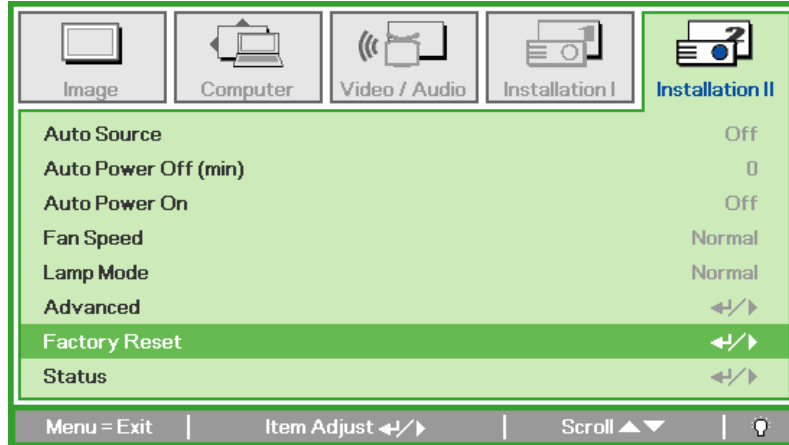 Image Computer Video / Audio Installation I Installation II
Auto Source Off
Auto Power Off (min) 0
Auto Power On Off
Fan Speed Normal
Lamp Mode Normal
Advanced ↵/▶
Factory Reset ↵/▶
Status ↵/▶
Menu = Exit | Item Adjust ↵/▶ | Scroll ▲▼ |